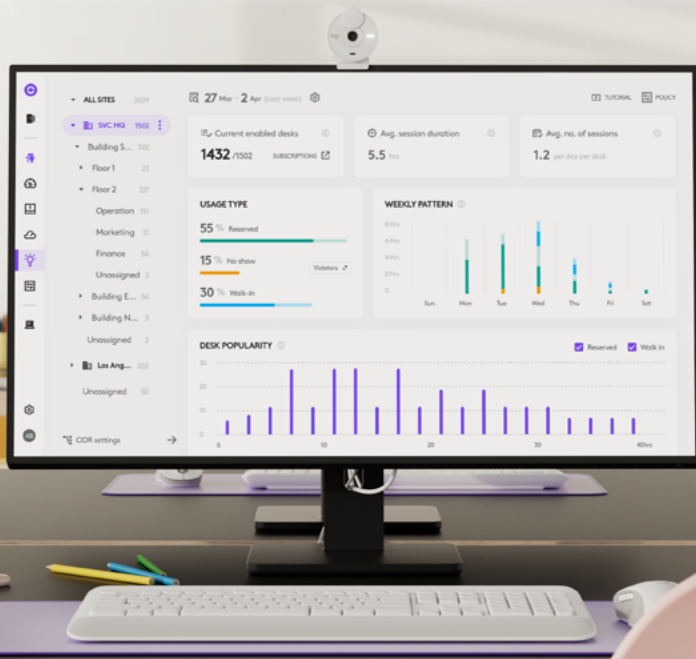 ALL SITES 2020
SVC HQ 1502
Building S... 302
Floor 1 23
Floor 2 221
Operation 151
Marketing 21
Finance 56
Unassigned 2
Building E... 56
Building N... 3
Unassigned 3
Los Ang... 202
Unassigned 50
CIDR settings
AB
27 Mar - 2 Apr (Last week)
TUTORIAL
POLICY
Current enabled desks
1432 /1502
SUBSCRIPTIONS
Avg. session duration
5.5 hrs
Avg. no. of sessions
1.2 per day per desk
USAGE TYPE
55 % Reserved
15 % No show
30 % Walk-in
Violators
WEEKLY PATTERN
8 Hrs
6 Hrs
4 Hrs
2 Hrs
0
Sun Mon Tue Wed Thu Fri Sat
DESK POPULARITY
Reserved
Walk in
30
20
10
0
0 10 20 30 40hrs